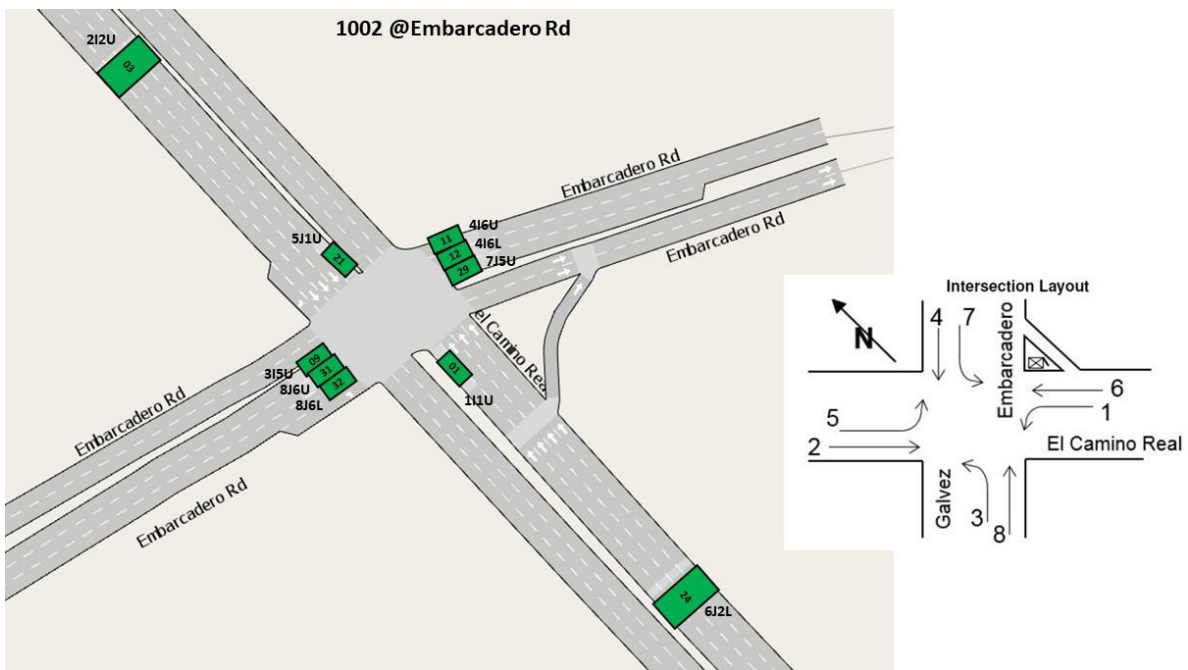 1002 @Embarcadero Rd
2I2U
03
Embarcadero Rd
5J1U
21
11
4I6U
12
4I6L
29
7J5U
Embarcadero Rd
el Camino Real
09
3I5U
31
8J6U
32
8J6L
01
1I1U
Embarcadero Rd
Embarcadero Rd
24
6J2L
Intersection Layout
N
4
7
Embarcadero
6
1
5
2
El Camino Real
Galvez
3
8